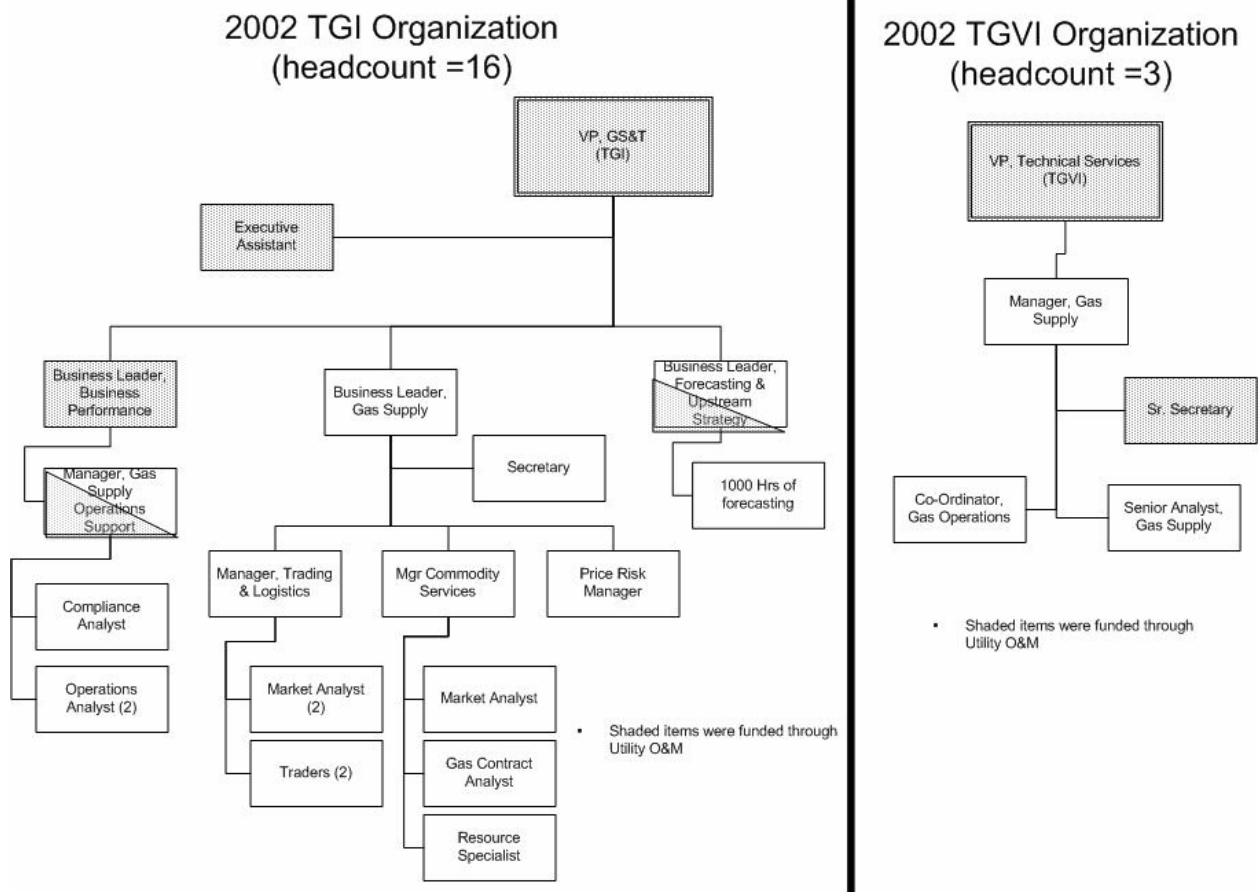 2002 TGI Organization
(headcount =16)
VP, GS&T
(TGI)
Executive
Assistant
Business Leader,
Business
Performance
Business Leader,
Gas Supply
Business Leader,
Forecasting &
Upstream
Strategy
Manager, Gas
Supply
Operations
Support
Secretary
1000 Hrs of
forecasting
Manager, Trading
& Logistics
Mgr Commodity
Services
Price Risk
Manager
Compliance
Analyst
Operations
Analyst (2)
Market Analyst
(2)
Traders (2)
Market Analyst
Gas Contract
Analyst
Resource
Specialist
▪ Shaded items were funded through
Utility O&M
2002 TGVI Organization
(headcount =3)
VP, Technical Services
(TGVI)
Manager, Gas
Supply
Sr. Secretary
Co-Ordinator,
Gas Operations
Senior Analyst,
Gas Supply
▪ Shaded items were funded through
Utility O&M